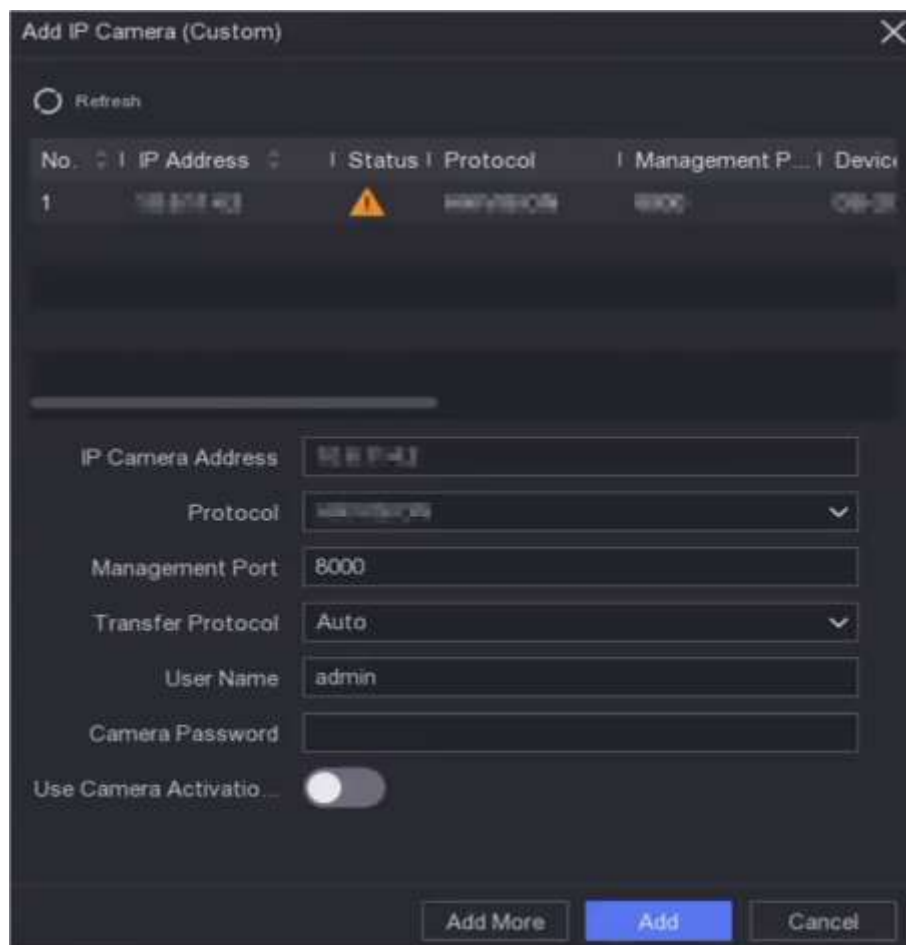 Add IP Camera (Custom)
Refresh
No. IP Address Status Protocol Management P... Device
1
IP Camera Address
Protocol
Management Port 8000
Transfer Protocol Auto
User Name admin
Camera Password
Use Camera Activatio...
Add More Add Cancel